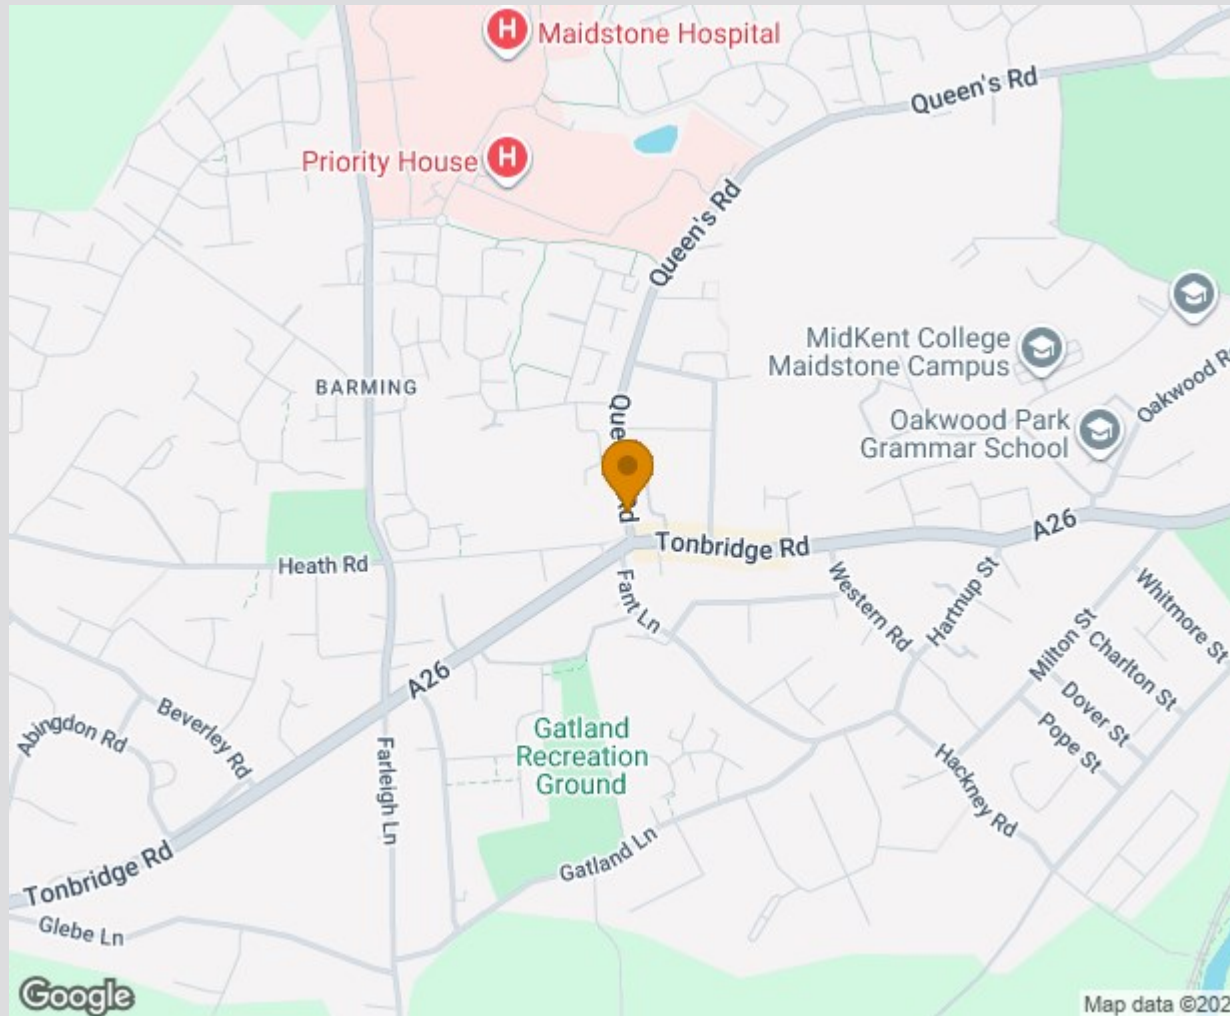 Maidstone Hospital
Queen's Rd
Priority House
Queen's Rd
MidKent College
Maidstone Campus
BARMING
Oakwood Park
Grammar School
A26
Tonbridge Rd
Heath Rd
Fant Ln
Western Rd
Hartnup St
Whitmore St
Milton St
Charlton St
A26
Dover St
Pope St
Beverley Rd
Abingdon Rd
Gatland
Recreation
Ground
Farleigh Ln
Hackney Rd
Gatland Ln
Tonbridge Rd
Glebe Ln
Google
Map data ©202